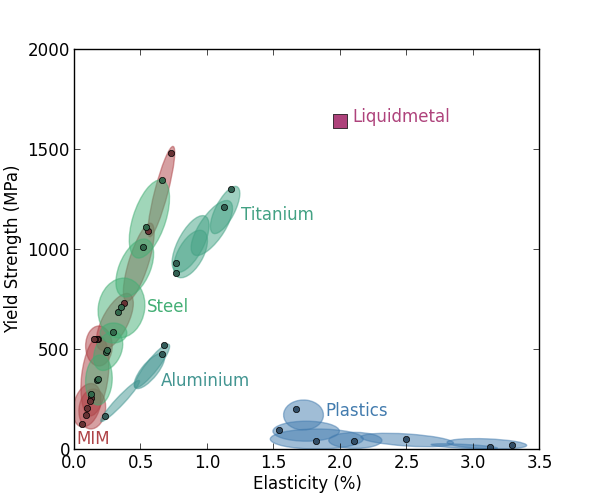 2000
Liquidmetal
1500
Titanium
Yield Strength (MPa)
1000
Steel
500
Aluminium
Plastics
MIM
0
0.0 0.5 1.0 1.5 2.0 2.5 3.0 3.5
Elasticity (%)